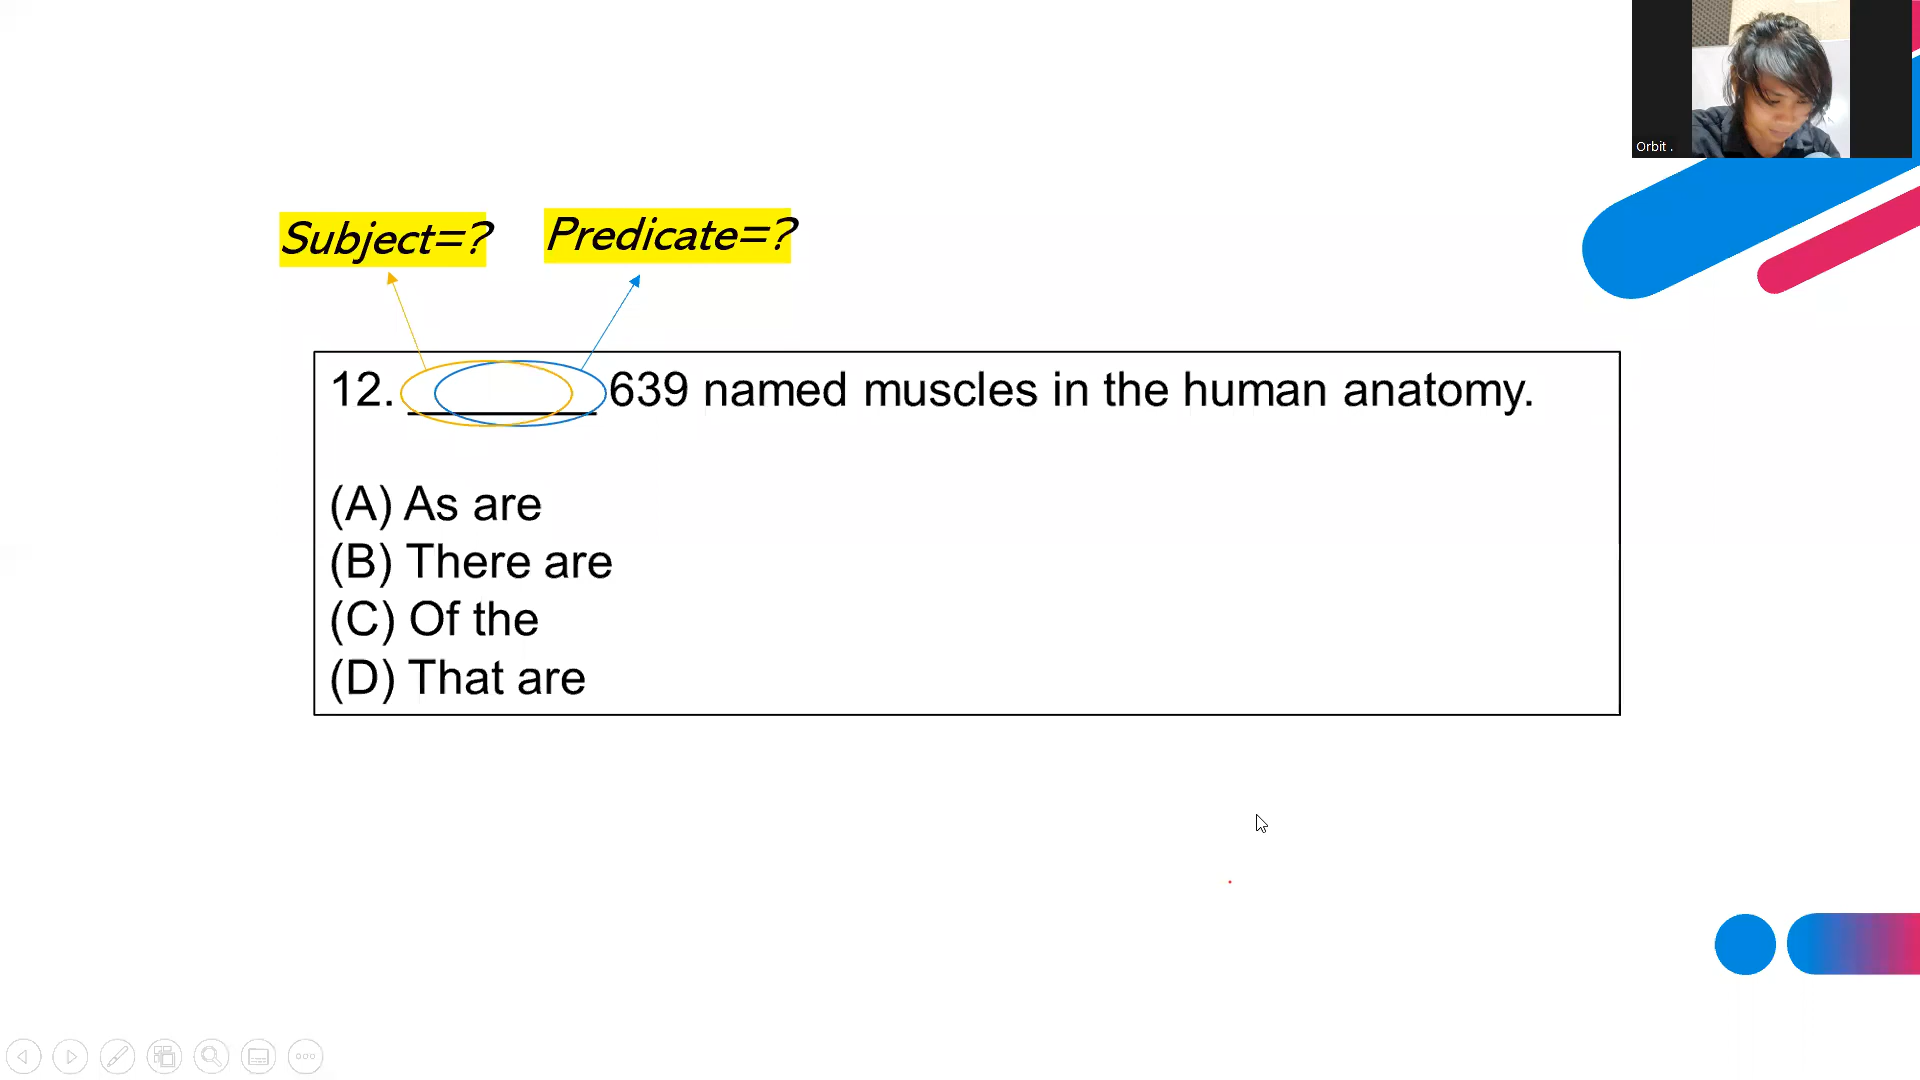 Orbit .
Subject=? Predicate=?
12. ________ 639 named muscles in the human anatomy.
(A) As are
(B) There are
(C) Of the
(D) That are